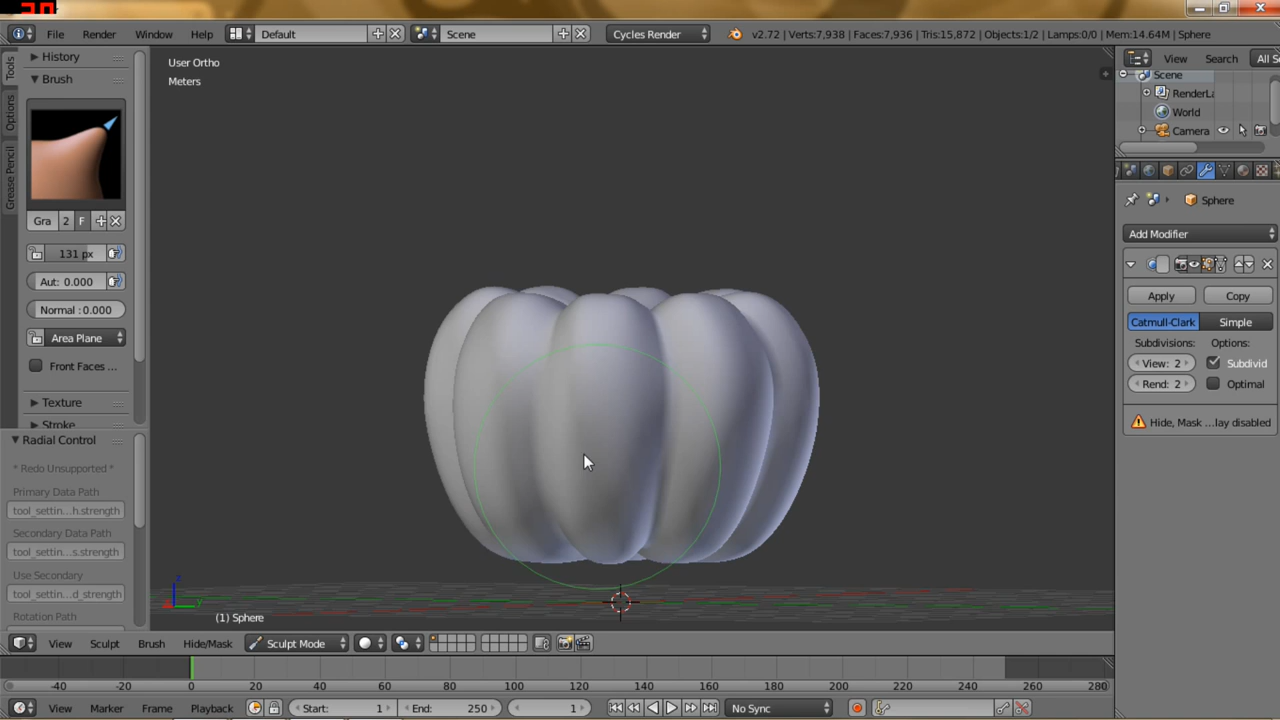 File Render Window Help Default Scene Cycles Render v2.72 | Verts:7,938 | Faces:7,936 | Tris:15,872 | Objects:1/2 | Lamps:0/0 | Mem:14.64M | Sphere
Tools
Options
Grease Pencil
History
Brush
Gra 2 F
131 px
Aut: 0.000
Normal :0.000
Area Plane
Front Faces ...
Texture
Radial Control
* Redo Unsupported *
Primary Data Path
tool_settin...h.strength
Secondary Data Path
tool_settin...s.strength
Use Secondary
tool_settin...d_strength
Rotation Path
User Ortho
Meters
(1) Sphere
View Search All S
Scene
RenderLa
World
Camera
Sphere
Add Modifier
Apply Copy
Catmull-Clark Simple
Subdivisions: Options:
View: 2 Subdivid
Rend: 2 Optimal
Hide, Mask ...lay disabled
View Sculpt Brush Hide/Mask Sculpt Mode
-40 -20 0 20 40 60 80 100 120 140 160 180 200 220 240 260 280
View Marker Frame Playback Start: 1 End: 250 1 No Sync